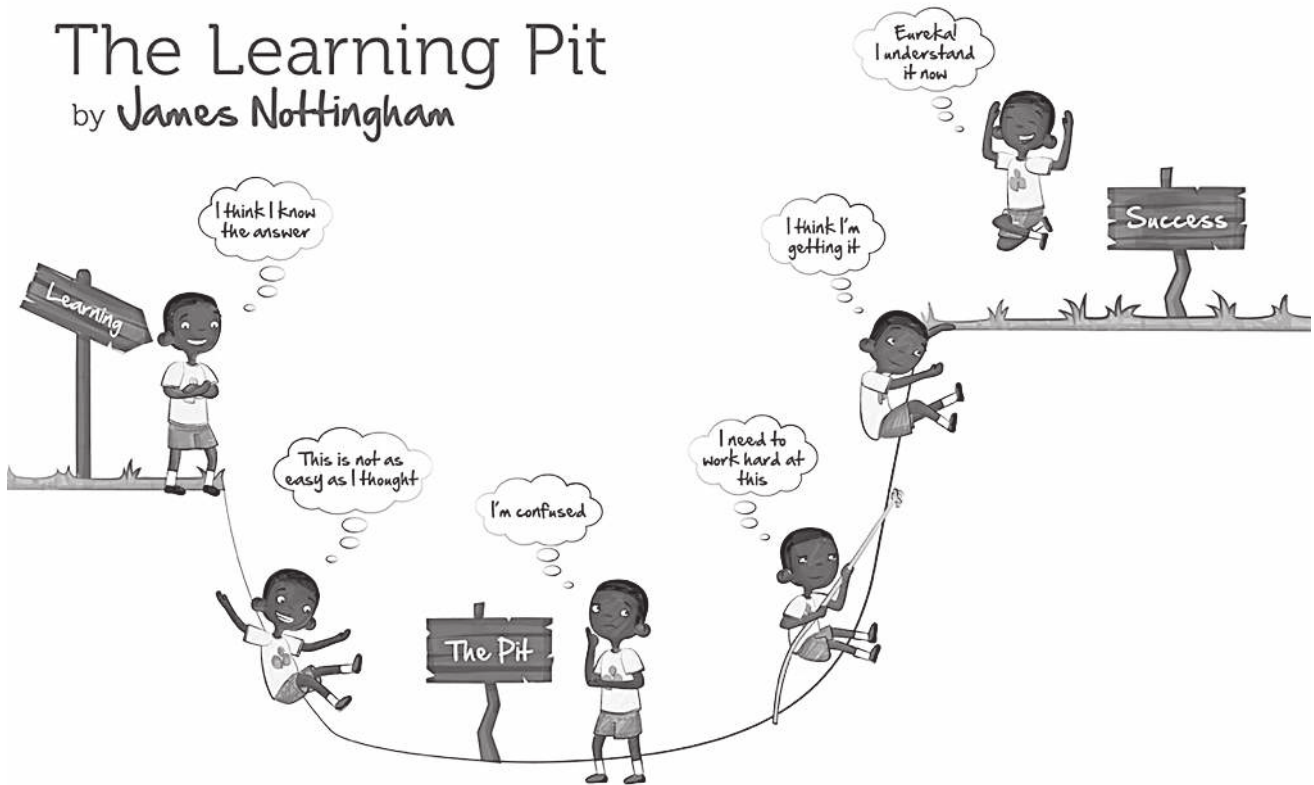 The Learning Pit
by James Nottingham
Eureka!
I understand
it now
I think I know
the answer
I think I'm
getting it
Success
Learning
This is not as
easy as I thought
I'm confused
I need to
work hard at
this
The Pit